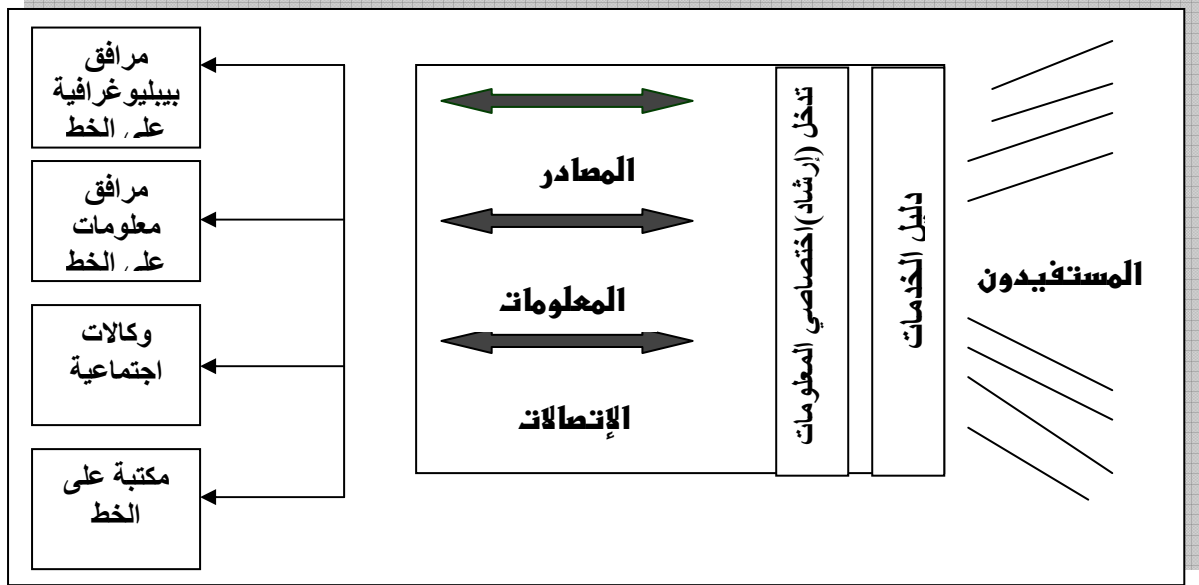 المستفيدون
دليل الخدمات
تدخل (إرشاد)اختصاصي المعلومات
المصادر
المعلومات
الإتصالات
مرافق
بيبليوغرافية
على الخط
مرافق
معلومات
على الخط
وكالات
اجتماعية
مكتبة على
الخط